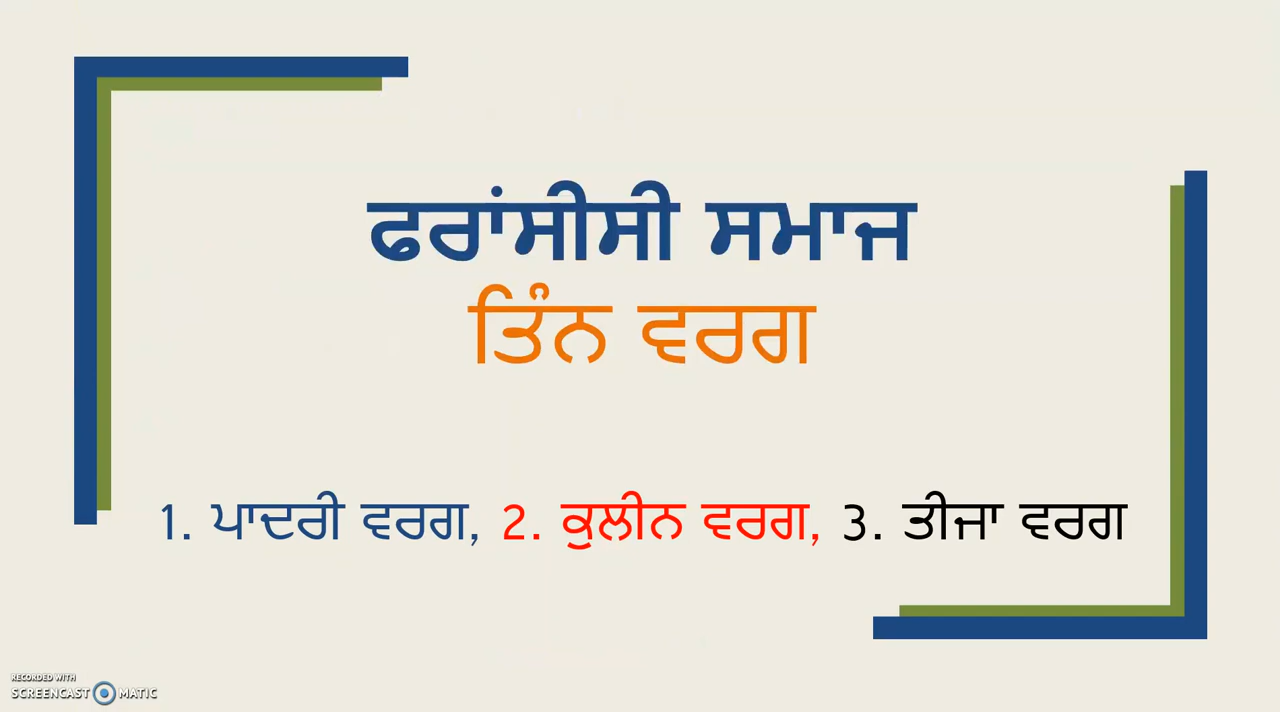 ਫਰਾਂਸੀਸੀ ਸਮਾਜ
ਤਿੰਨ ਵਰਗ
1. ਪਾਦਰੀ ਵਰਗ, 2. ਕੁਲੀਨ ਵਰਗ, 3. ਤੀਜਾ ਵਰਗ
RECORDED WITH
SCREENCAST MATIC